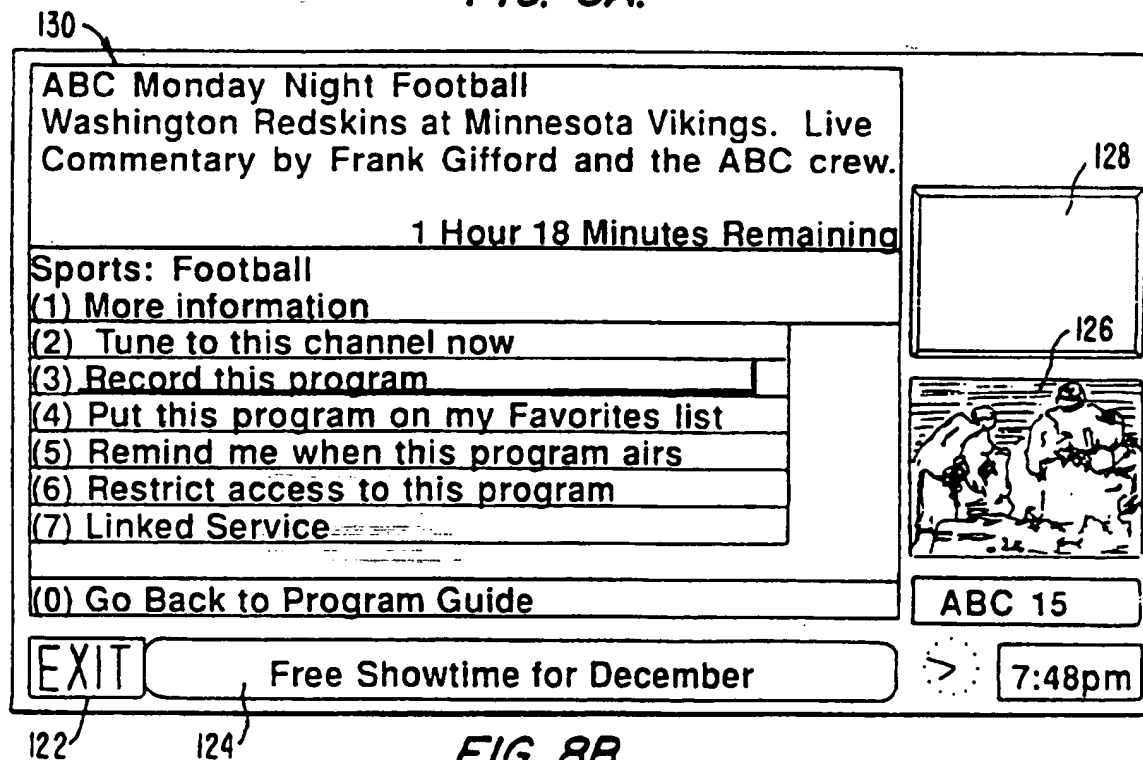 130
ABC Monday Night Football
Washington Redskins at Minnesota Vikings. Live
Commentary by Frank Gifford and the ABC crew.
1 Hour 18 Minutes Remaining
128
Sports: Football
(1) More information
(2) Tune to this channel now
126
(3) Record this program
(4) Put this program on my Favorites list
(5) Remind me when this program airs
(6) Restrict access to this program
(7) Linked Service
(0) Go Back to Program Guide
ABC 15
EXIT
Free Showtime for December
7:48pm
122
124
FIG. 8B.